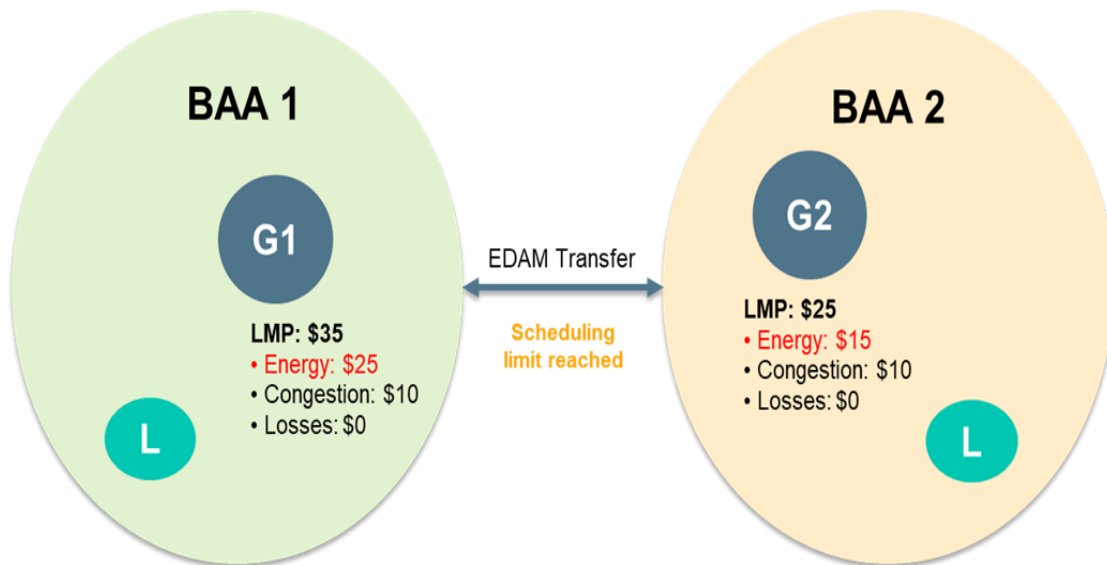 BAA 1
G1
LMP: $35
• Energy: $25
• Congestion: $10
• Losses: $0
L
EDAM Transfer
Scheduling
limit reached
BAA 2
G2
LMP: $25
• Energy: $15
• Congestion: $10
• Losses: $0
L